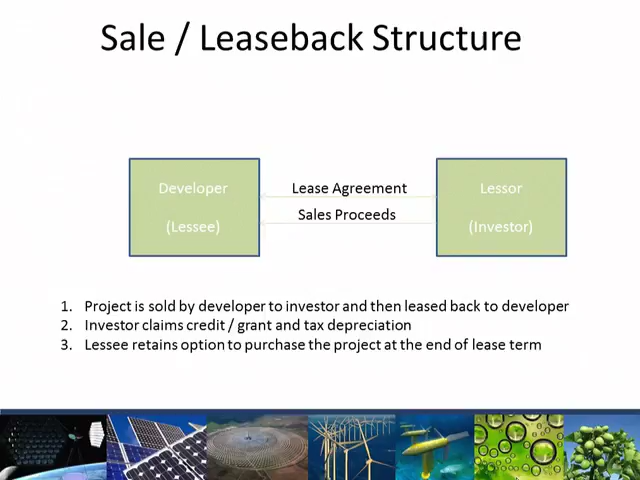 Sale / Leaseback Structure
Developer
(Lessee)
Lease Agreement
Sales Proceeds
Lessor
(Investor)
1. Project is sold by developer to investor and then leased back to developer
2. Investor claims credit / grant and tax depreciation
3. Lessee retains option to purchase the project at the end of lease term